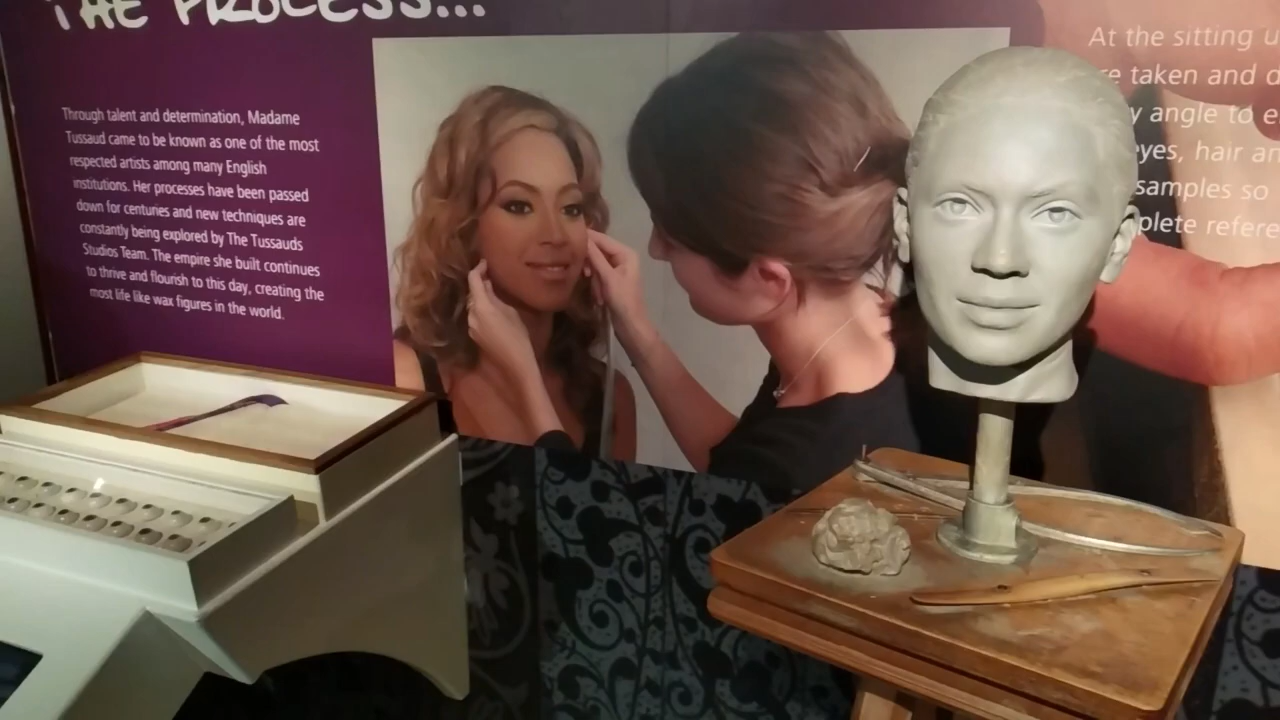 THE PROCESS...
Through talent and determination, Madame
Tussaud came to be known as one of the most
respected artists among many English
institutions. Her processes have been passed
down for centuries and new techniques are
constantly being explored by The Tussauds
Studios Team. The empire she built continues
to thrive and flourish to this day, creating the
most life like wax figures in the world.
At the sitting
taken and
angle to
eyes, hair
samples so